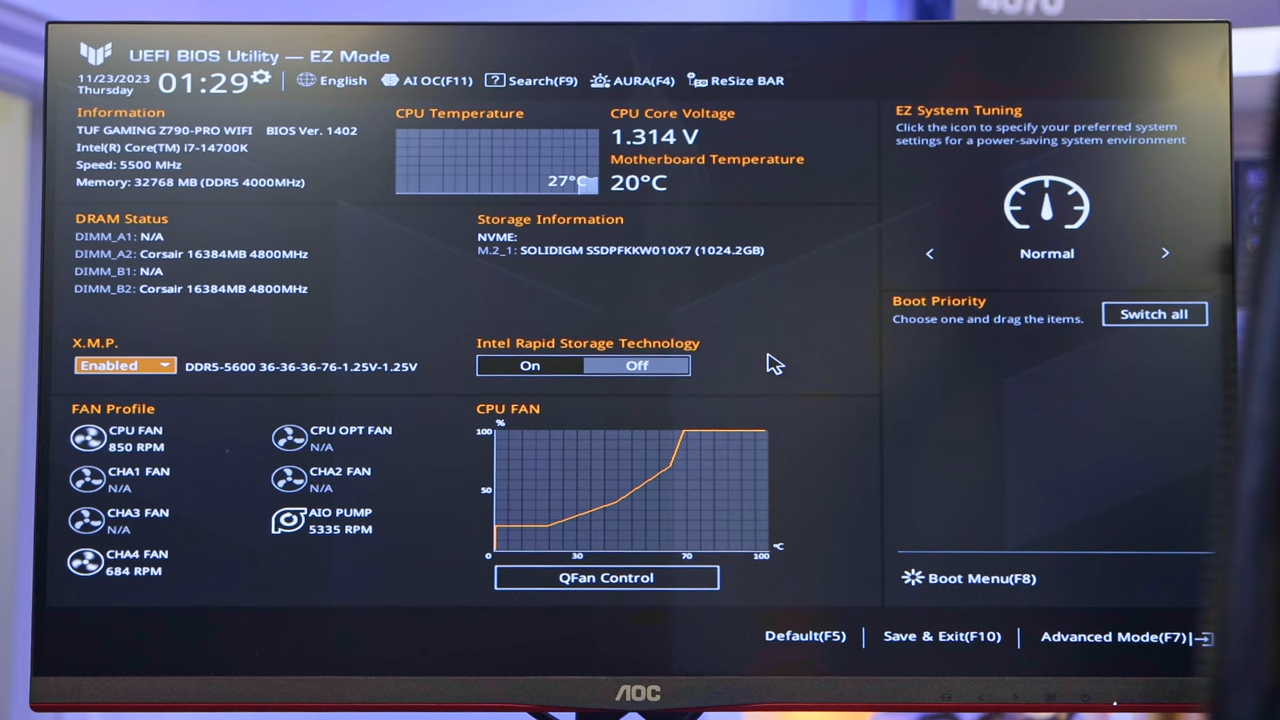 4070
UEFI BIOS Utility — EZ Mode
11/23/2023
Thursday
01:29
English
AI OC(F11)
? Search(F9)
AURA(F4)
ReSize BAR
Information
TUF GAMING Z790-PRO WIFI BIOS Ver. 1402
Intel(R) Core(TM) i7-14700K
Speed: 5500 MHz
Memory: 32768 MB (DDR5 4000MHz)
CPU Temperature
27°C
CPU Core Voltage
1.314 V
Motherboard Temperature
20°C
EZ System Tuning
Click the icon to specify your preferred system
settings for a power-saving system environment
Normal
DRAM Status
DIMM_A1: N/A
DIMM_A2: Corsair 16384MB 4800MHz
DIMM_B1: N/A
DIMM_B2: Corsair 16384MB 4800MHz
Storage Information
NVME:
M.2_1: SOLIDIGM SSDPFKKW010X7 (1024.2GB)
Boot Priority
Choose one and drag the items.
Switch all
X.M.P.
Enabled
DDR5-5600 36-36-36-76-1.25V-1.25V
Intel Rapid Storage Technology
On
Off
FAN Profile
CPU FAN
850 RPM
CPU OPT FAN
N/A
CHA1 FAN
N/A
CHA2 FAN
N/A
CHA3 FAN
N/A
AIO PUMP
5335 RPM
CHA4 FAN
684 RPM
CPU FAN
%
100
50
0
30
70
100
°C
QFan Control
Boot Menu(F8)
Default(F5)
Save & Exit(F10)
Advanced Mode(F7)
AOC